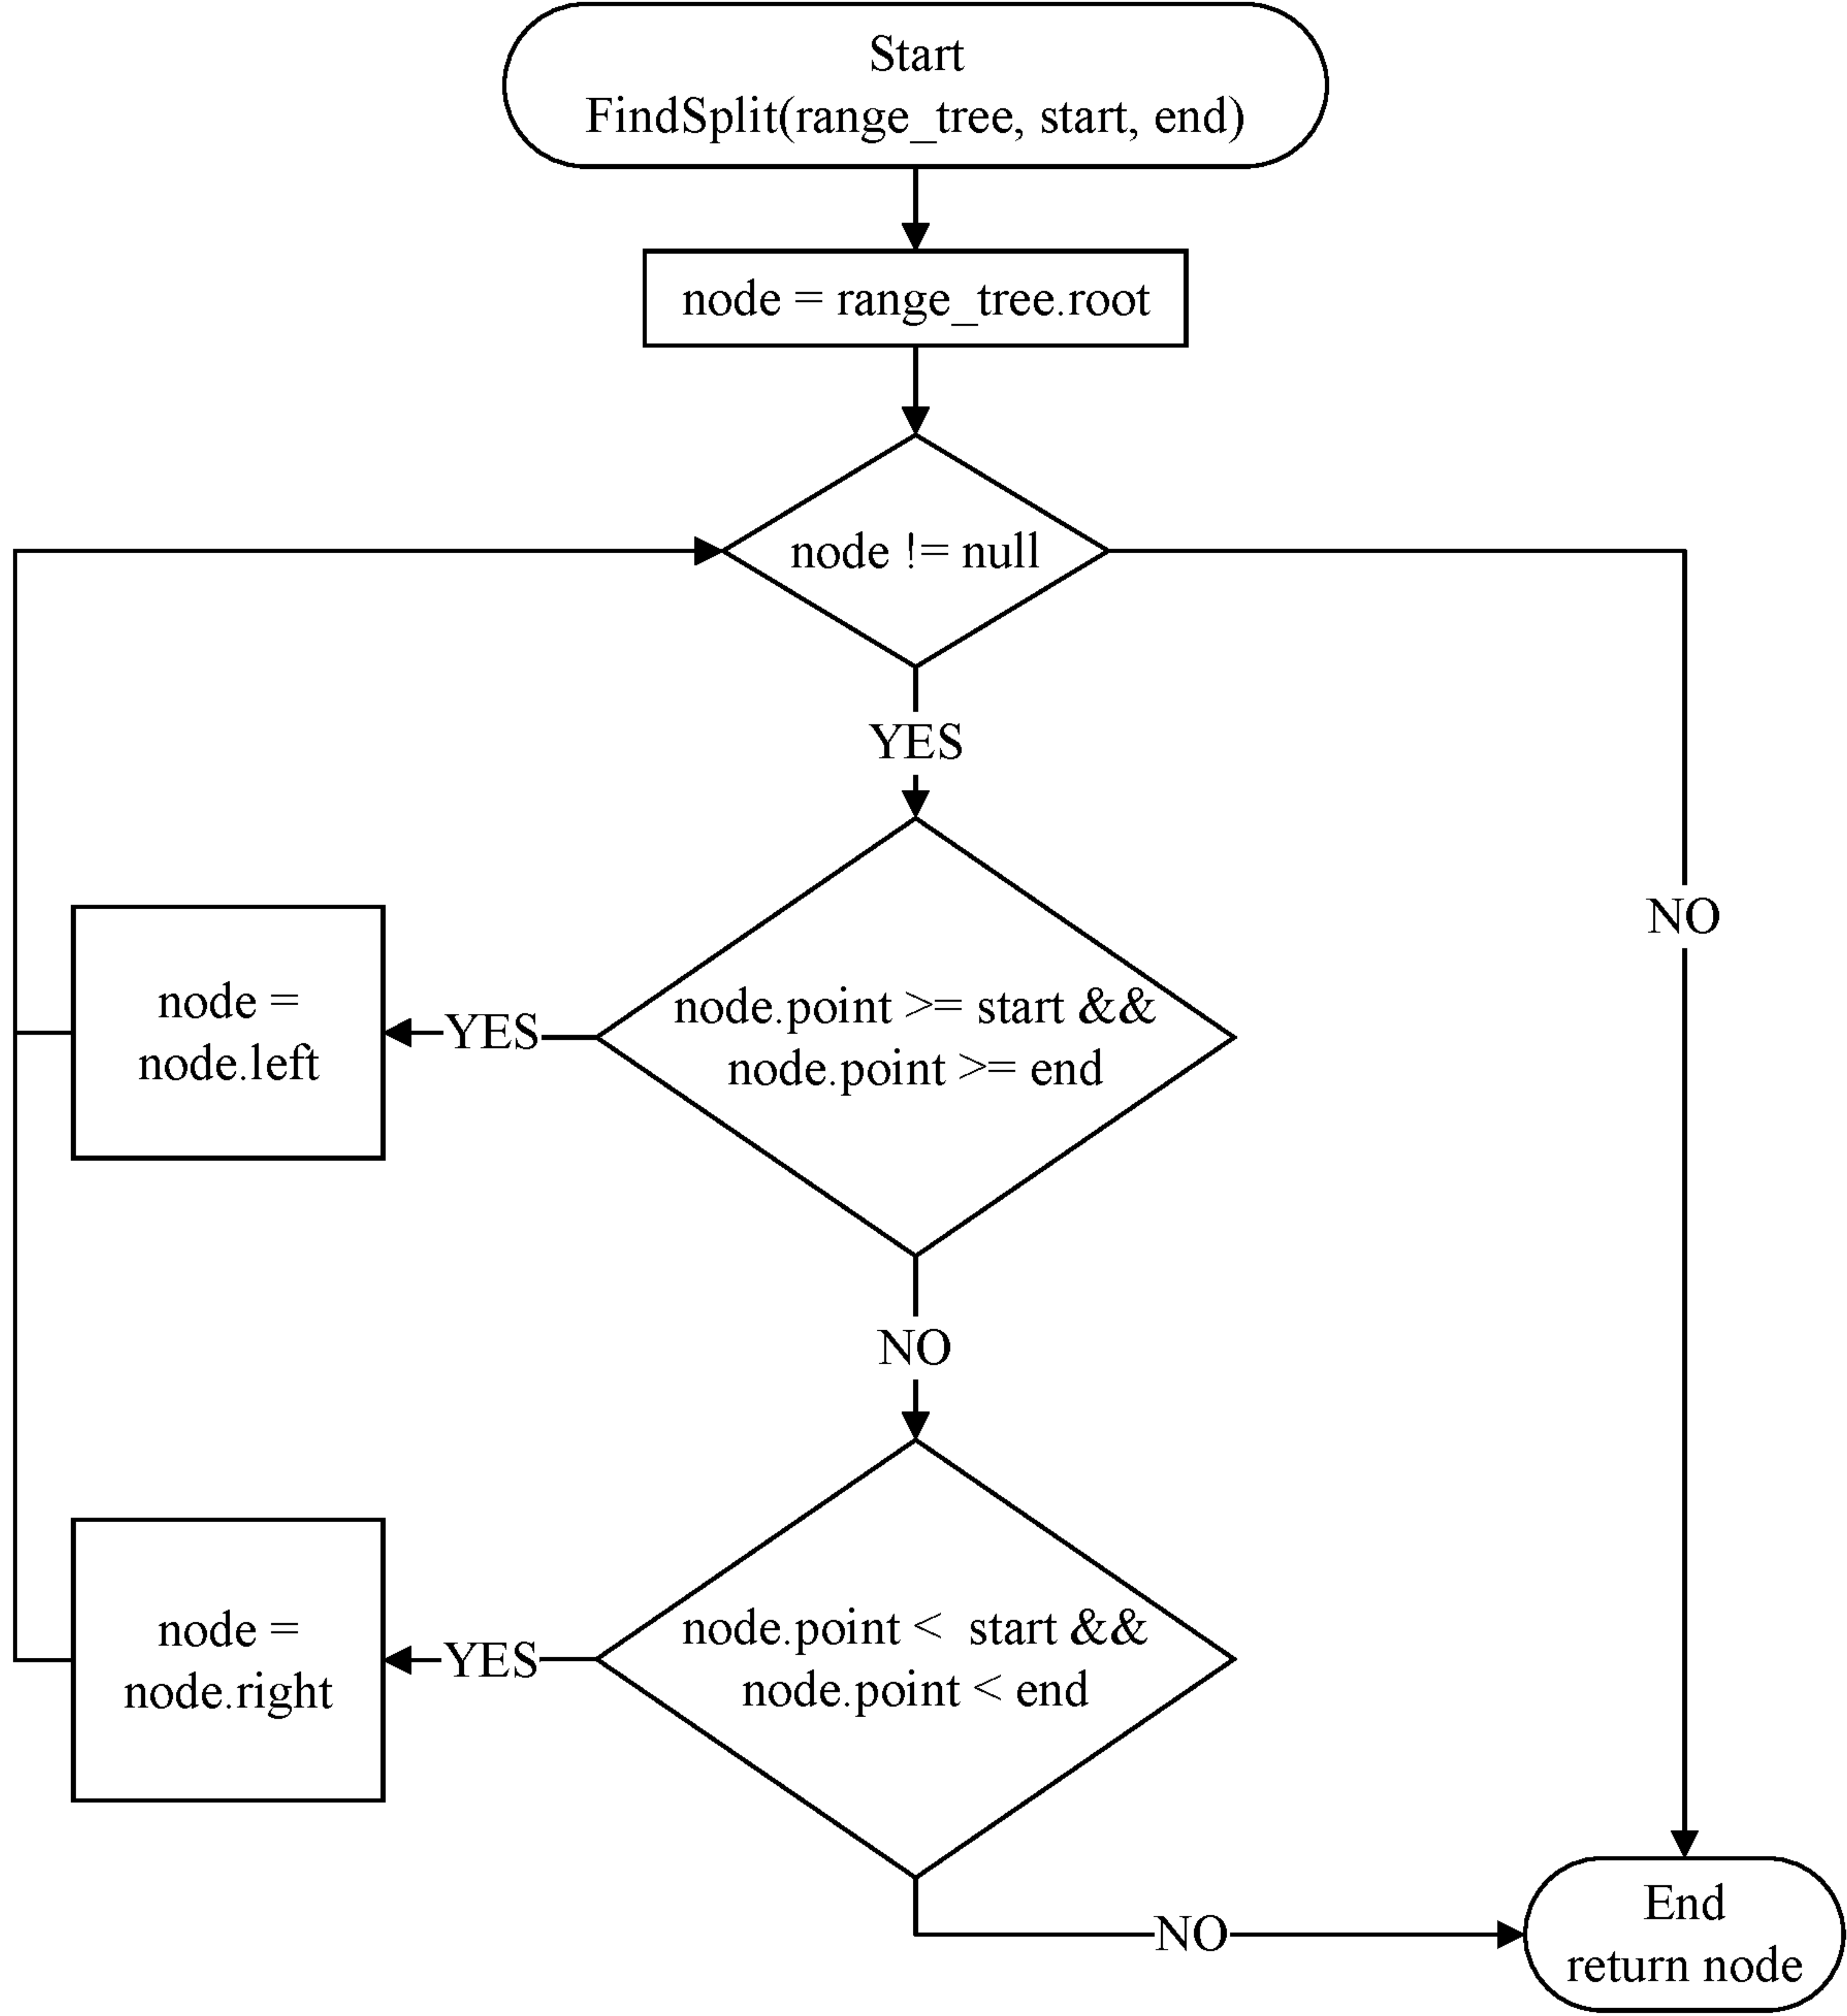 Start
FindSplit(range_tree, start, end)
node = range_tree.root
node != null
YES
NO
node.point >= start &&
node.point >= end
YES
node =
node.left
NO
node.point <  start &&
node.point < end
YES
node =
node.right
NO
End
return node